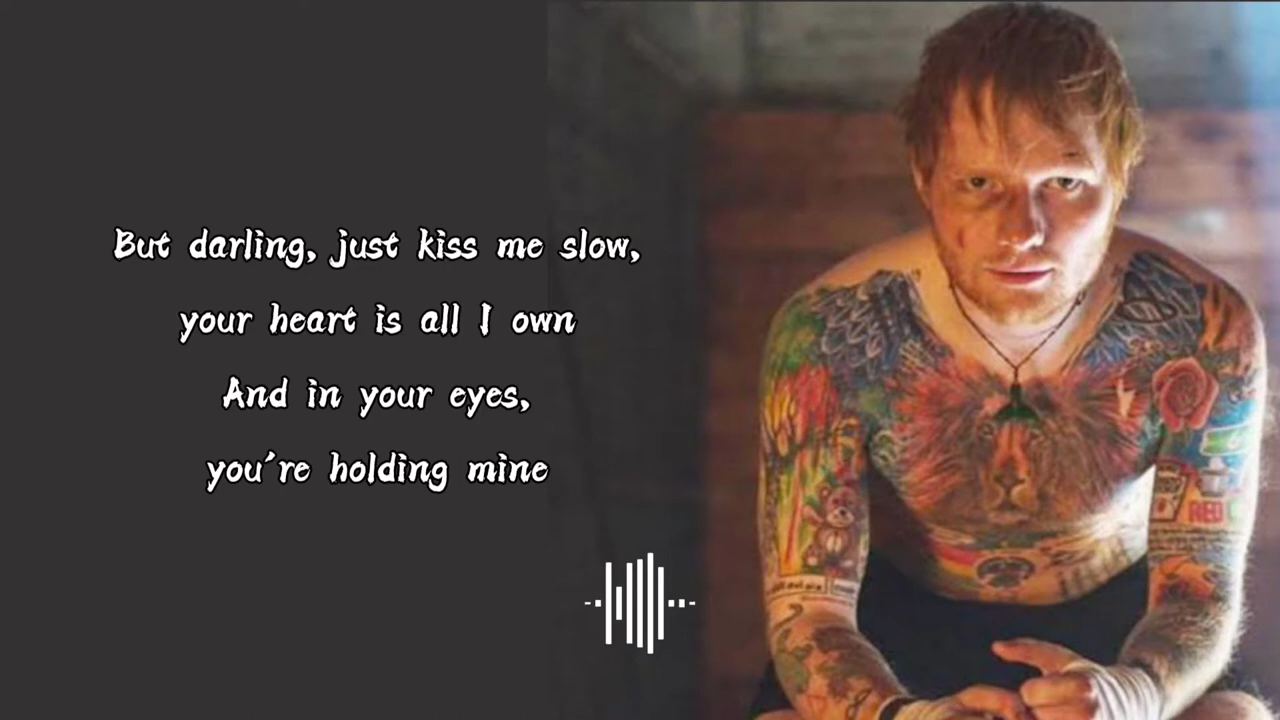 But darling, just kiss me slow,
your heart is all I own
And in your eyes,
you're holding mine
RED